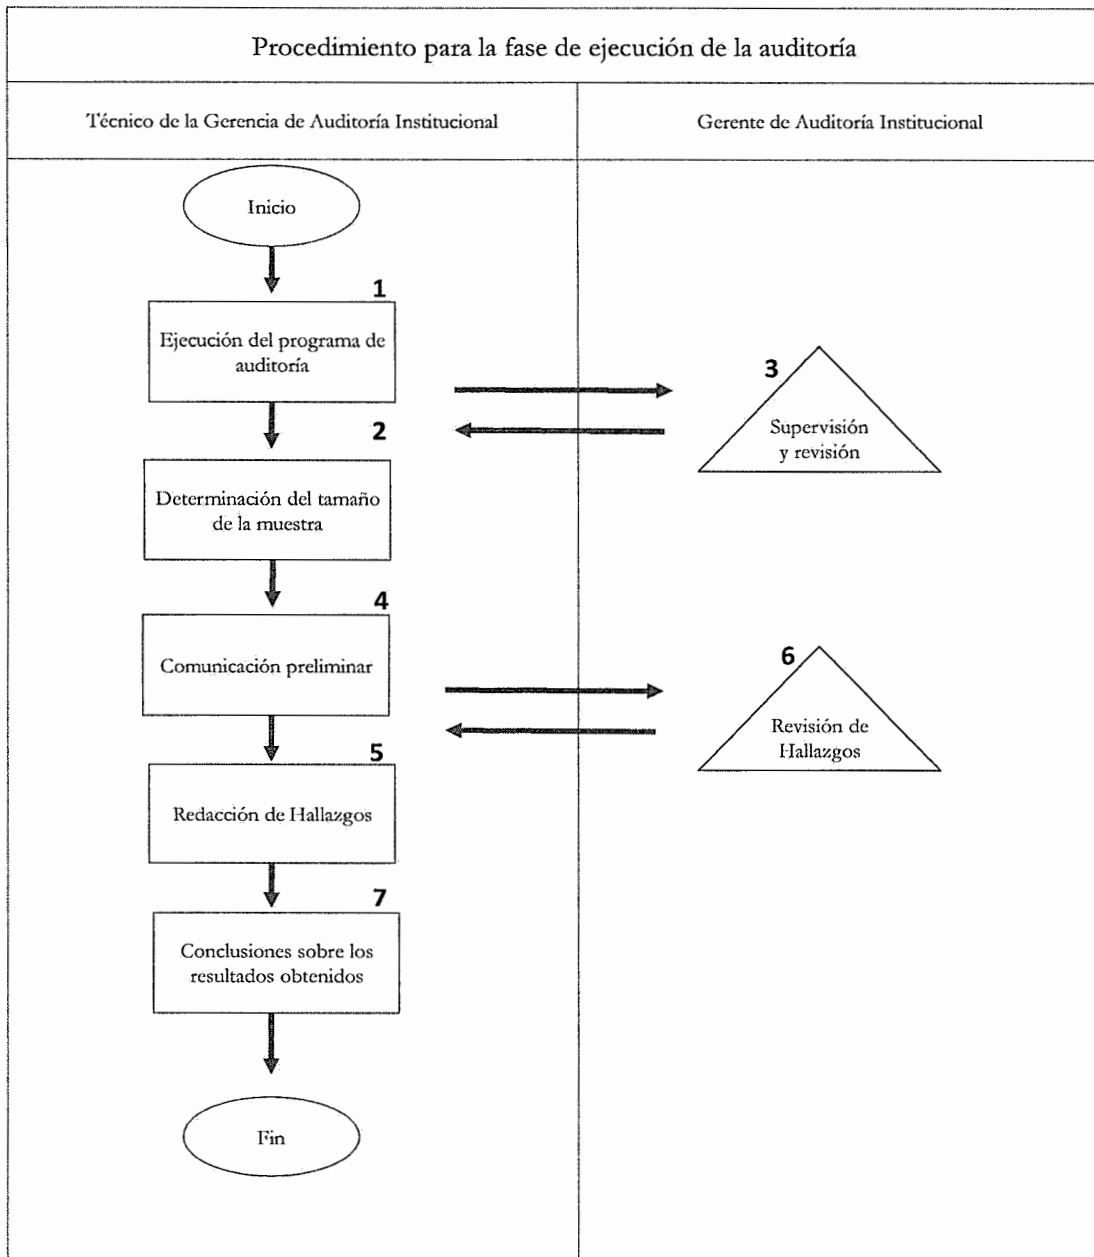 Procedimiento para la fase de ejecución de la auditoría
Técnico de la Gerencia de Auditoría Institucional
Gerente de Auditoría Institucional
Inicio
1
Ejecución del programa de
auditoría
3
Supervisión
y revisión
2
Determinación del tamaño
de la muestra
4
Comunicación preliminar
6
Revisión de
Hallazgos
5
Redacción de Hallazgos
7
Conclusiones sobre los
resultados obtenidos
Fin